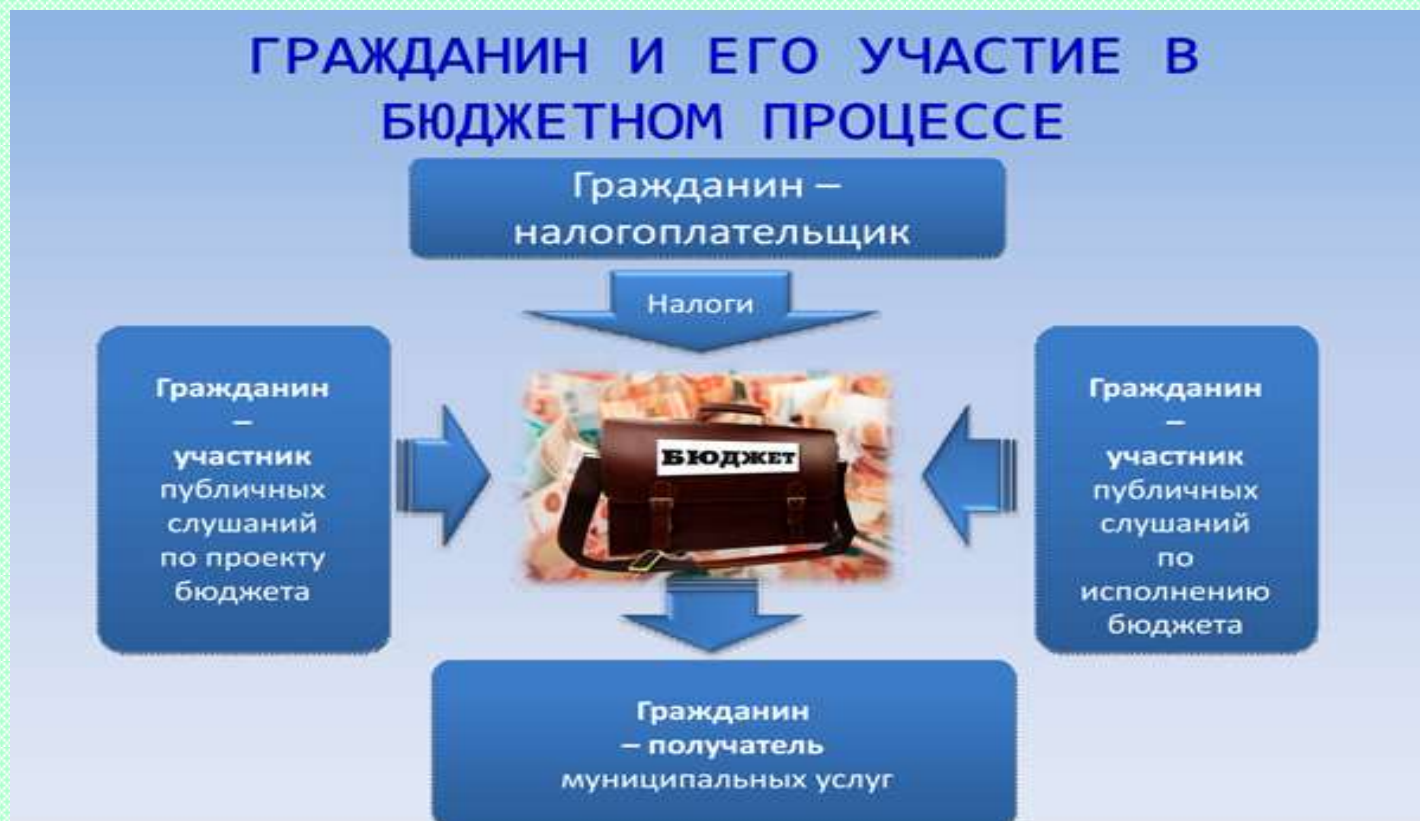 ГРАЖДАНИН И ЕГО УЧАСТИЕ В
БЮДЖЕТНОМ ПРОЦЕССЕ
Гражданин –
налогоплательщик
Налоги
Гражданин
–
участник
публичных
слушаний
по проекту
бюджета
БЮДЖЕТ
Гражданин
–
участник
публичных
слушаний
по
исполнению
бюджета
Гражданин
– получатель
муниципальных услуг